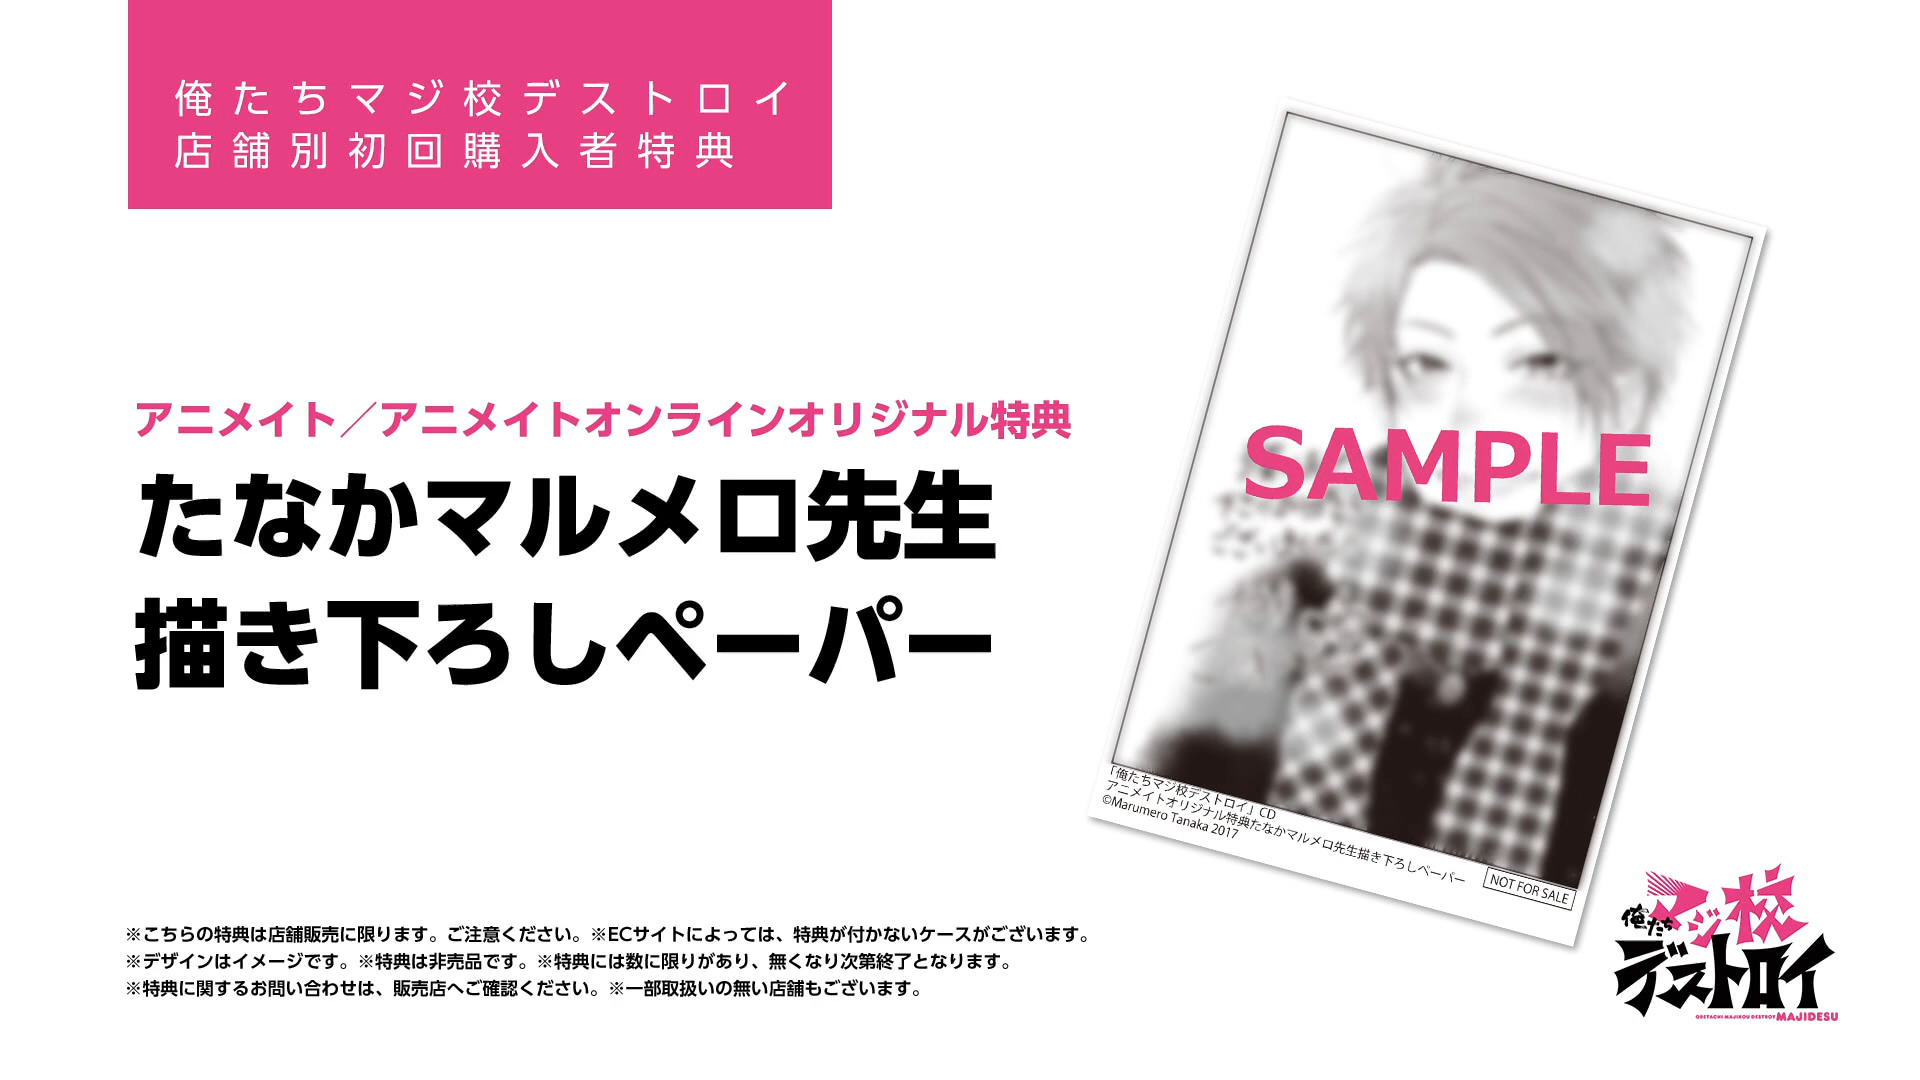 俺たちマジ校デストロイ
店舗別初回購入者特典
アニメイト／アニメイトオンラインオリジナル特典
たなかマルメロ先生
描き下ろしペーパー
SAMPLE
「俺たちマジ校デストロイ」CD
アニメイトオリジナル特典たなかマルメロ先生描き下ろしペーパー
©Marumero Tanaka 2017
NOT FOR SALE
※こちらの特典は店舗販売に限ります。ご注意ください。※ECサイトによっては、特典が付かないケースがございます。
※デザインはイメージです。※特典は非売品です。※特典には数に限りがあり、無くなり次第終了となります。
※特典に関するお問い合わせは、販売店へご確認ください。※一部取扱いの無い店舗もございます。
俺たちマジ校
デストロイ
ORETACHI MAJIKOU DESTROY MAJIDESU